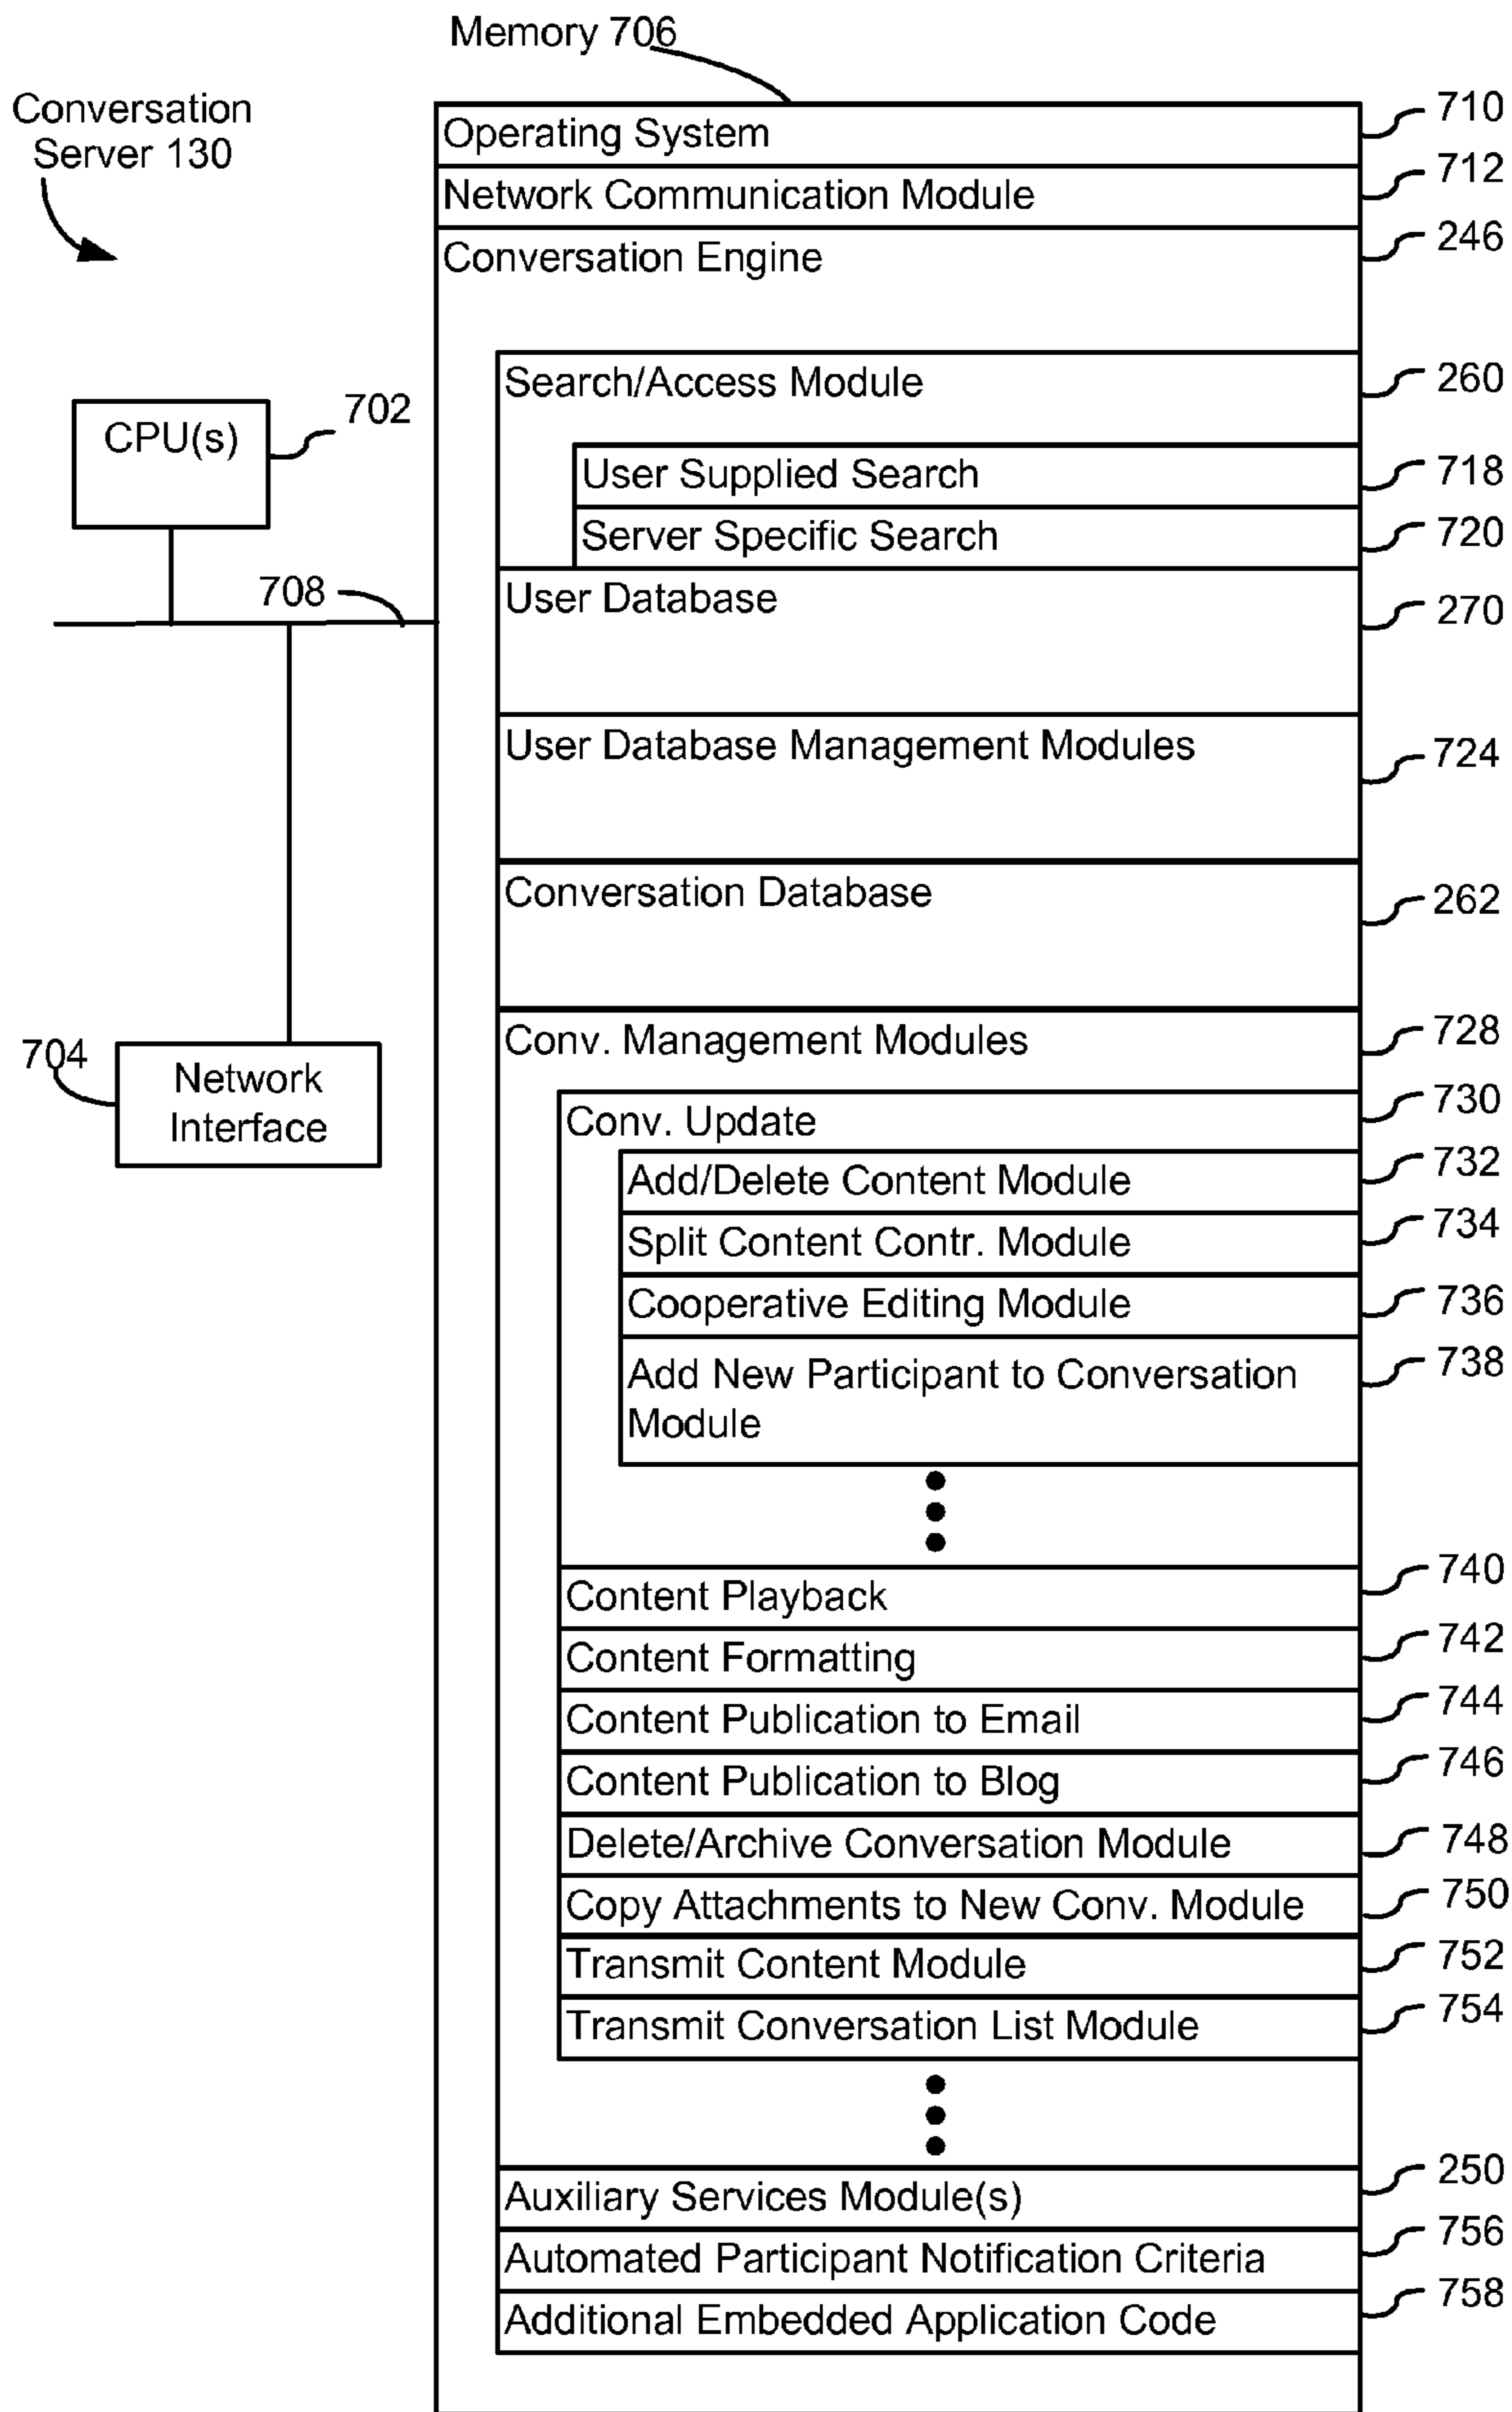 Memory 706
Conversation
Server 130
Operating System 710
Network Communication Module 712
Conversation Engine 246
Search/Access Module 260
CPU(s) 702
User Supplied Search 718
Server Specific Search 720
708
User Database 270
User Database Management Modules 724
Conversation Database 262
Conv. Management Modules 728
704
Network
Interface
Conv. Update 730
Add/Delete Content Module 732
Split Content Contr. Module 734
Cooperative Editing Module 736
Add New Participant to Conversation 738
Module
Content Playback 740
Content Formatting 742
Content Publication to Email 744
Content Publication to Blog 746
Delete/Archive Conversation Module 748
Copy Attachments to New Conv. Module 750
Transmit Content Module 752
Transmit Conversation List Module 754
Auxiliary Services Module(s) 250
Automated Participant Notification Criteria 756
Additional Embedded Application Code 758